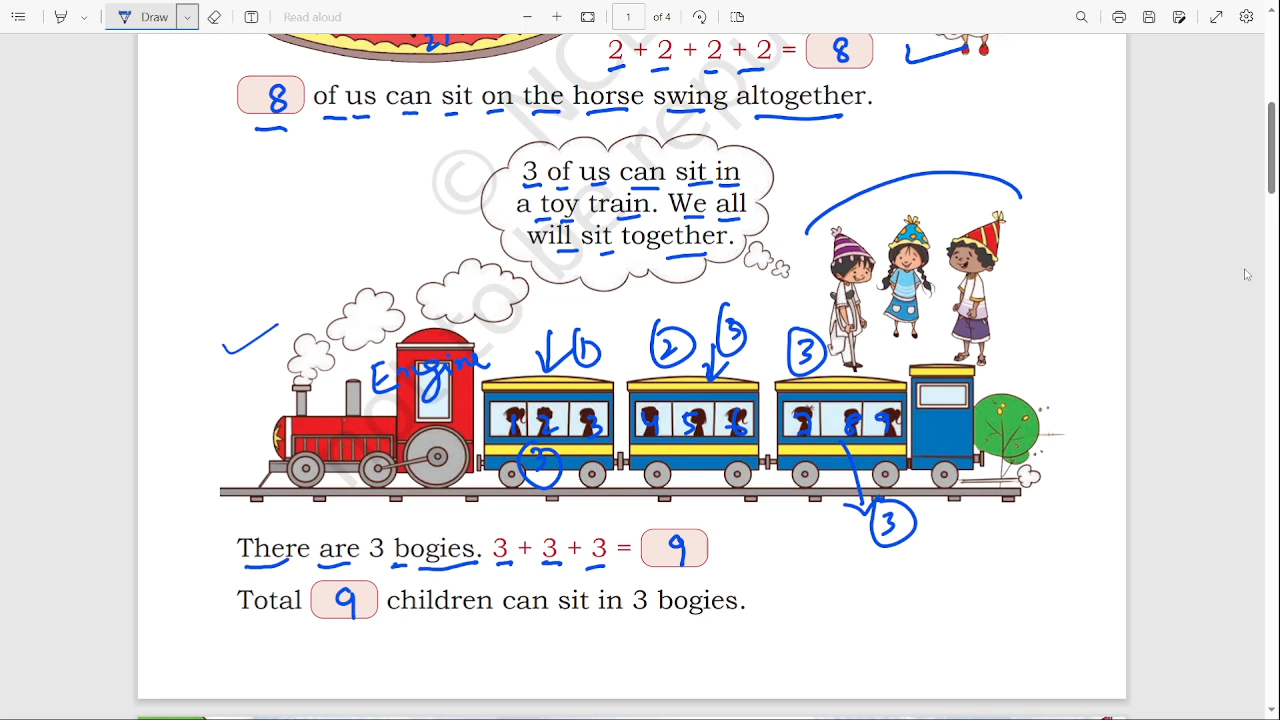 Draw
Read aloud
1 of 4
21
2 + 2 + 2 + 2 = 8
8 of us can sit on the horse swing altogether.
3 of us can sit in
a toy train. We all
will sit together.
Engine
1 2 3 3
1 2 3 4 5 6 7 8 9
3
3
There are 3 bogies. 3 + 3 + 3 = 9
Total 9 children can sit in 3 bogies.